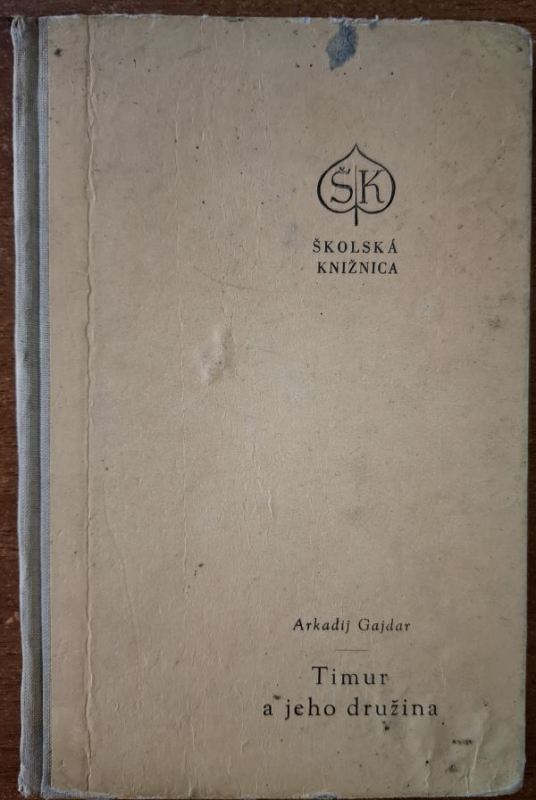 ŠK
ŠKOLSKÁ
KNIŽNICA
Arkadij Gajdar
Timur
a jeho družina